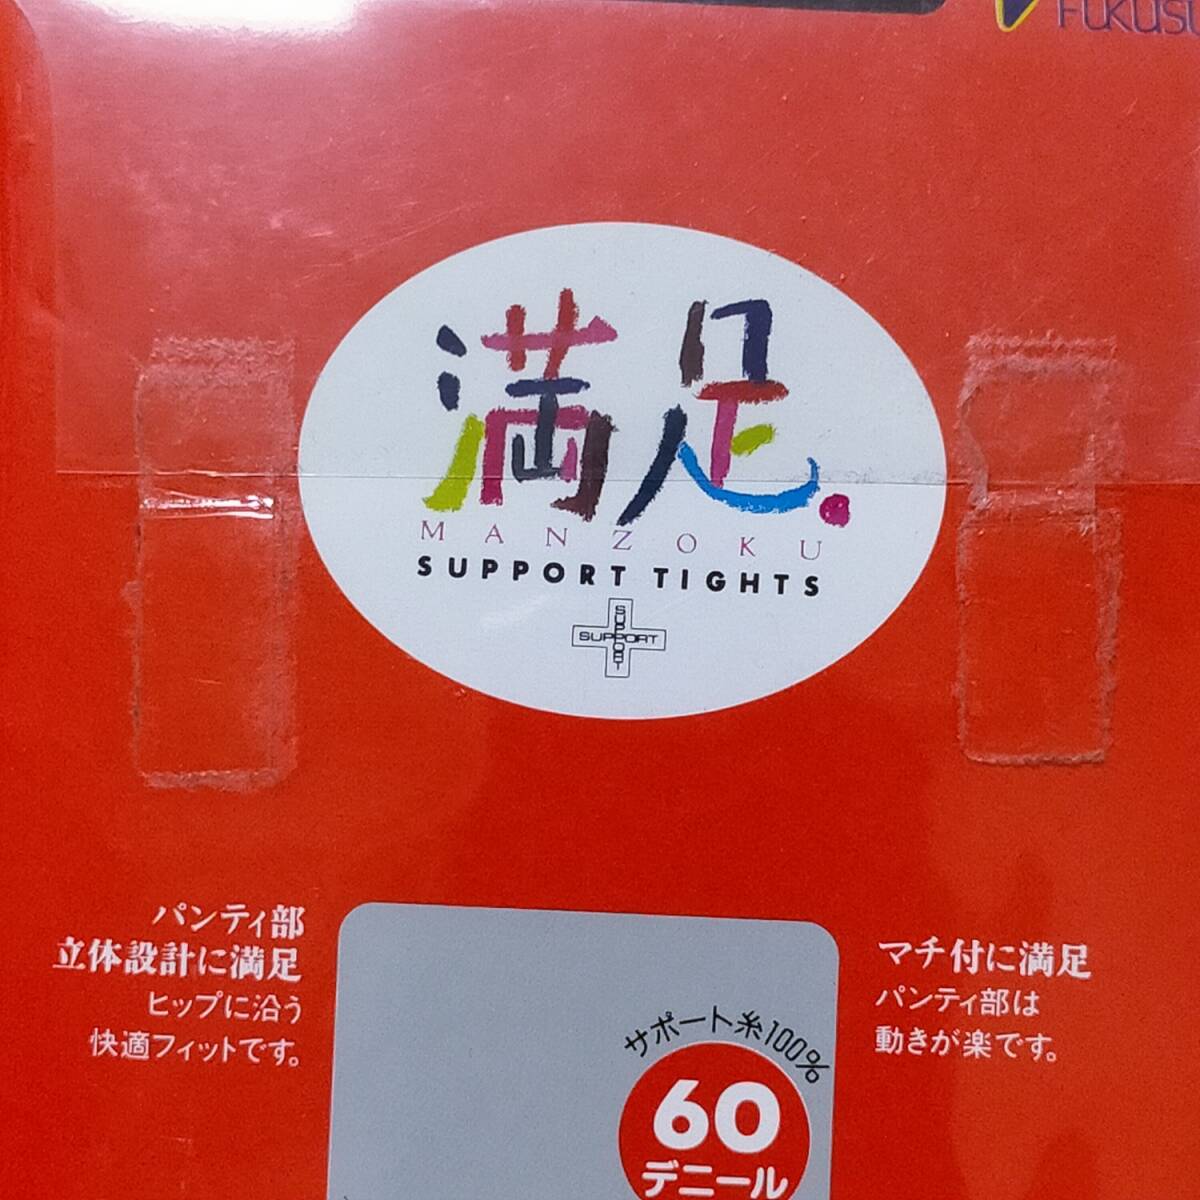 満足.
MANZOKU
SUPPORT TIGHTS
SUPPORT
SUPPORT
パンティ部
立体設計に満足
ヒップに沿う
快適フィットです。
マチ付に満足
パンティ部は
動きが楽です。
サポート糸100%
60
デニール